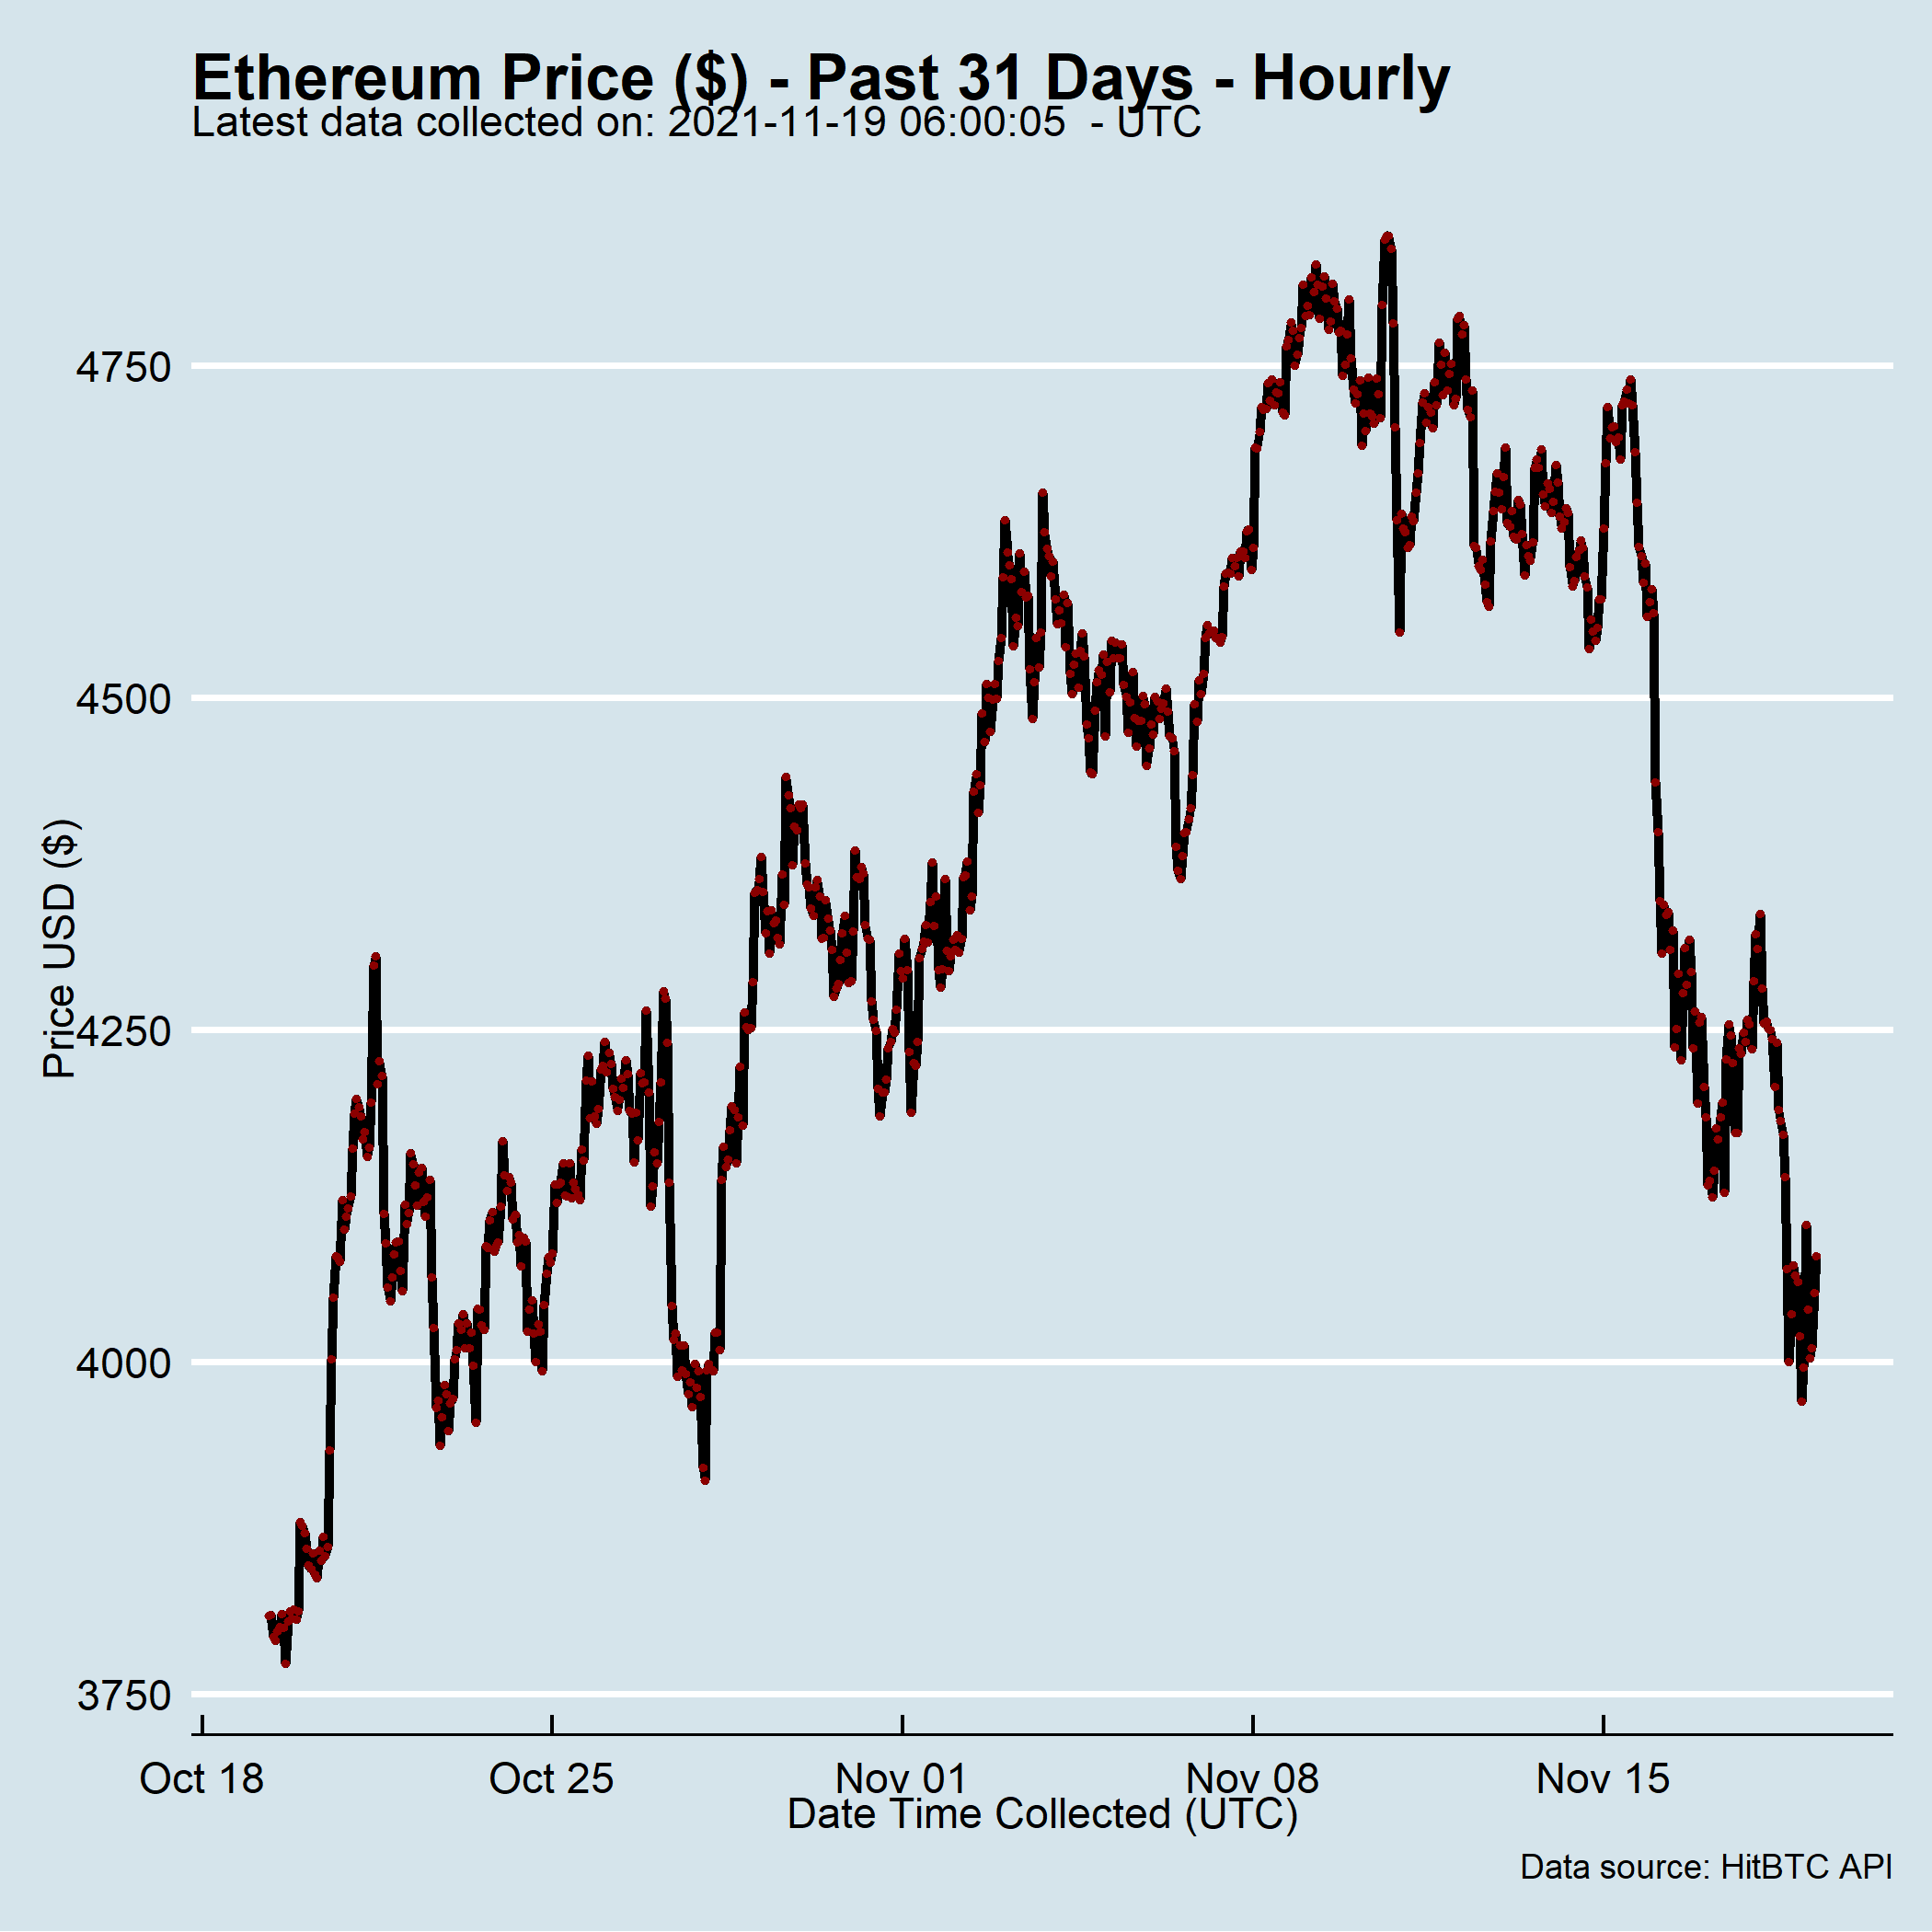 Ethereum Price ($) - Past 31 Days - Hourly
Latest data collected on: 2021-11-19 06:00:05  - UTC
Price USD ($)
4750
4500
4250
4000
3750
Oct 18 Oct 25 Nov 01 Nov 08 Nov 15
Date Time Collected (UTC)
Data source: HitBTC API